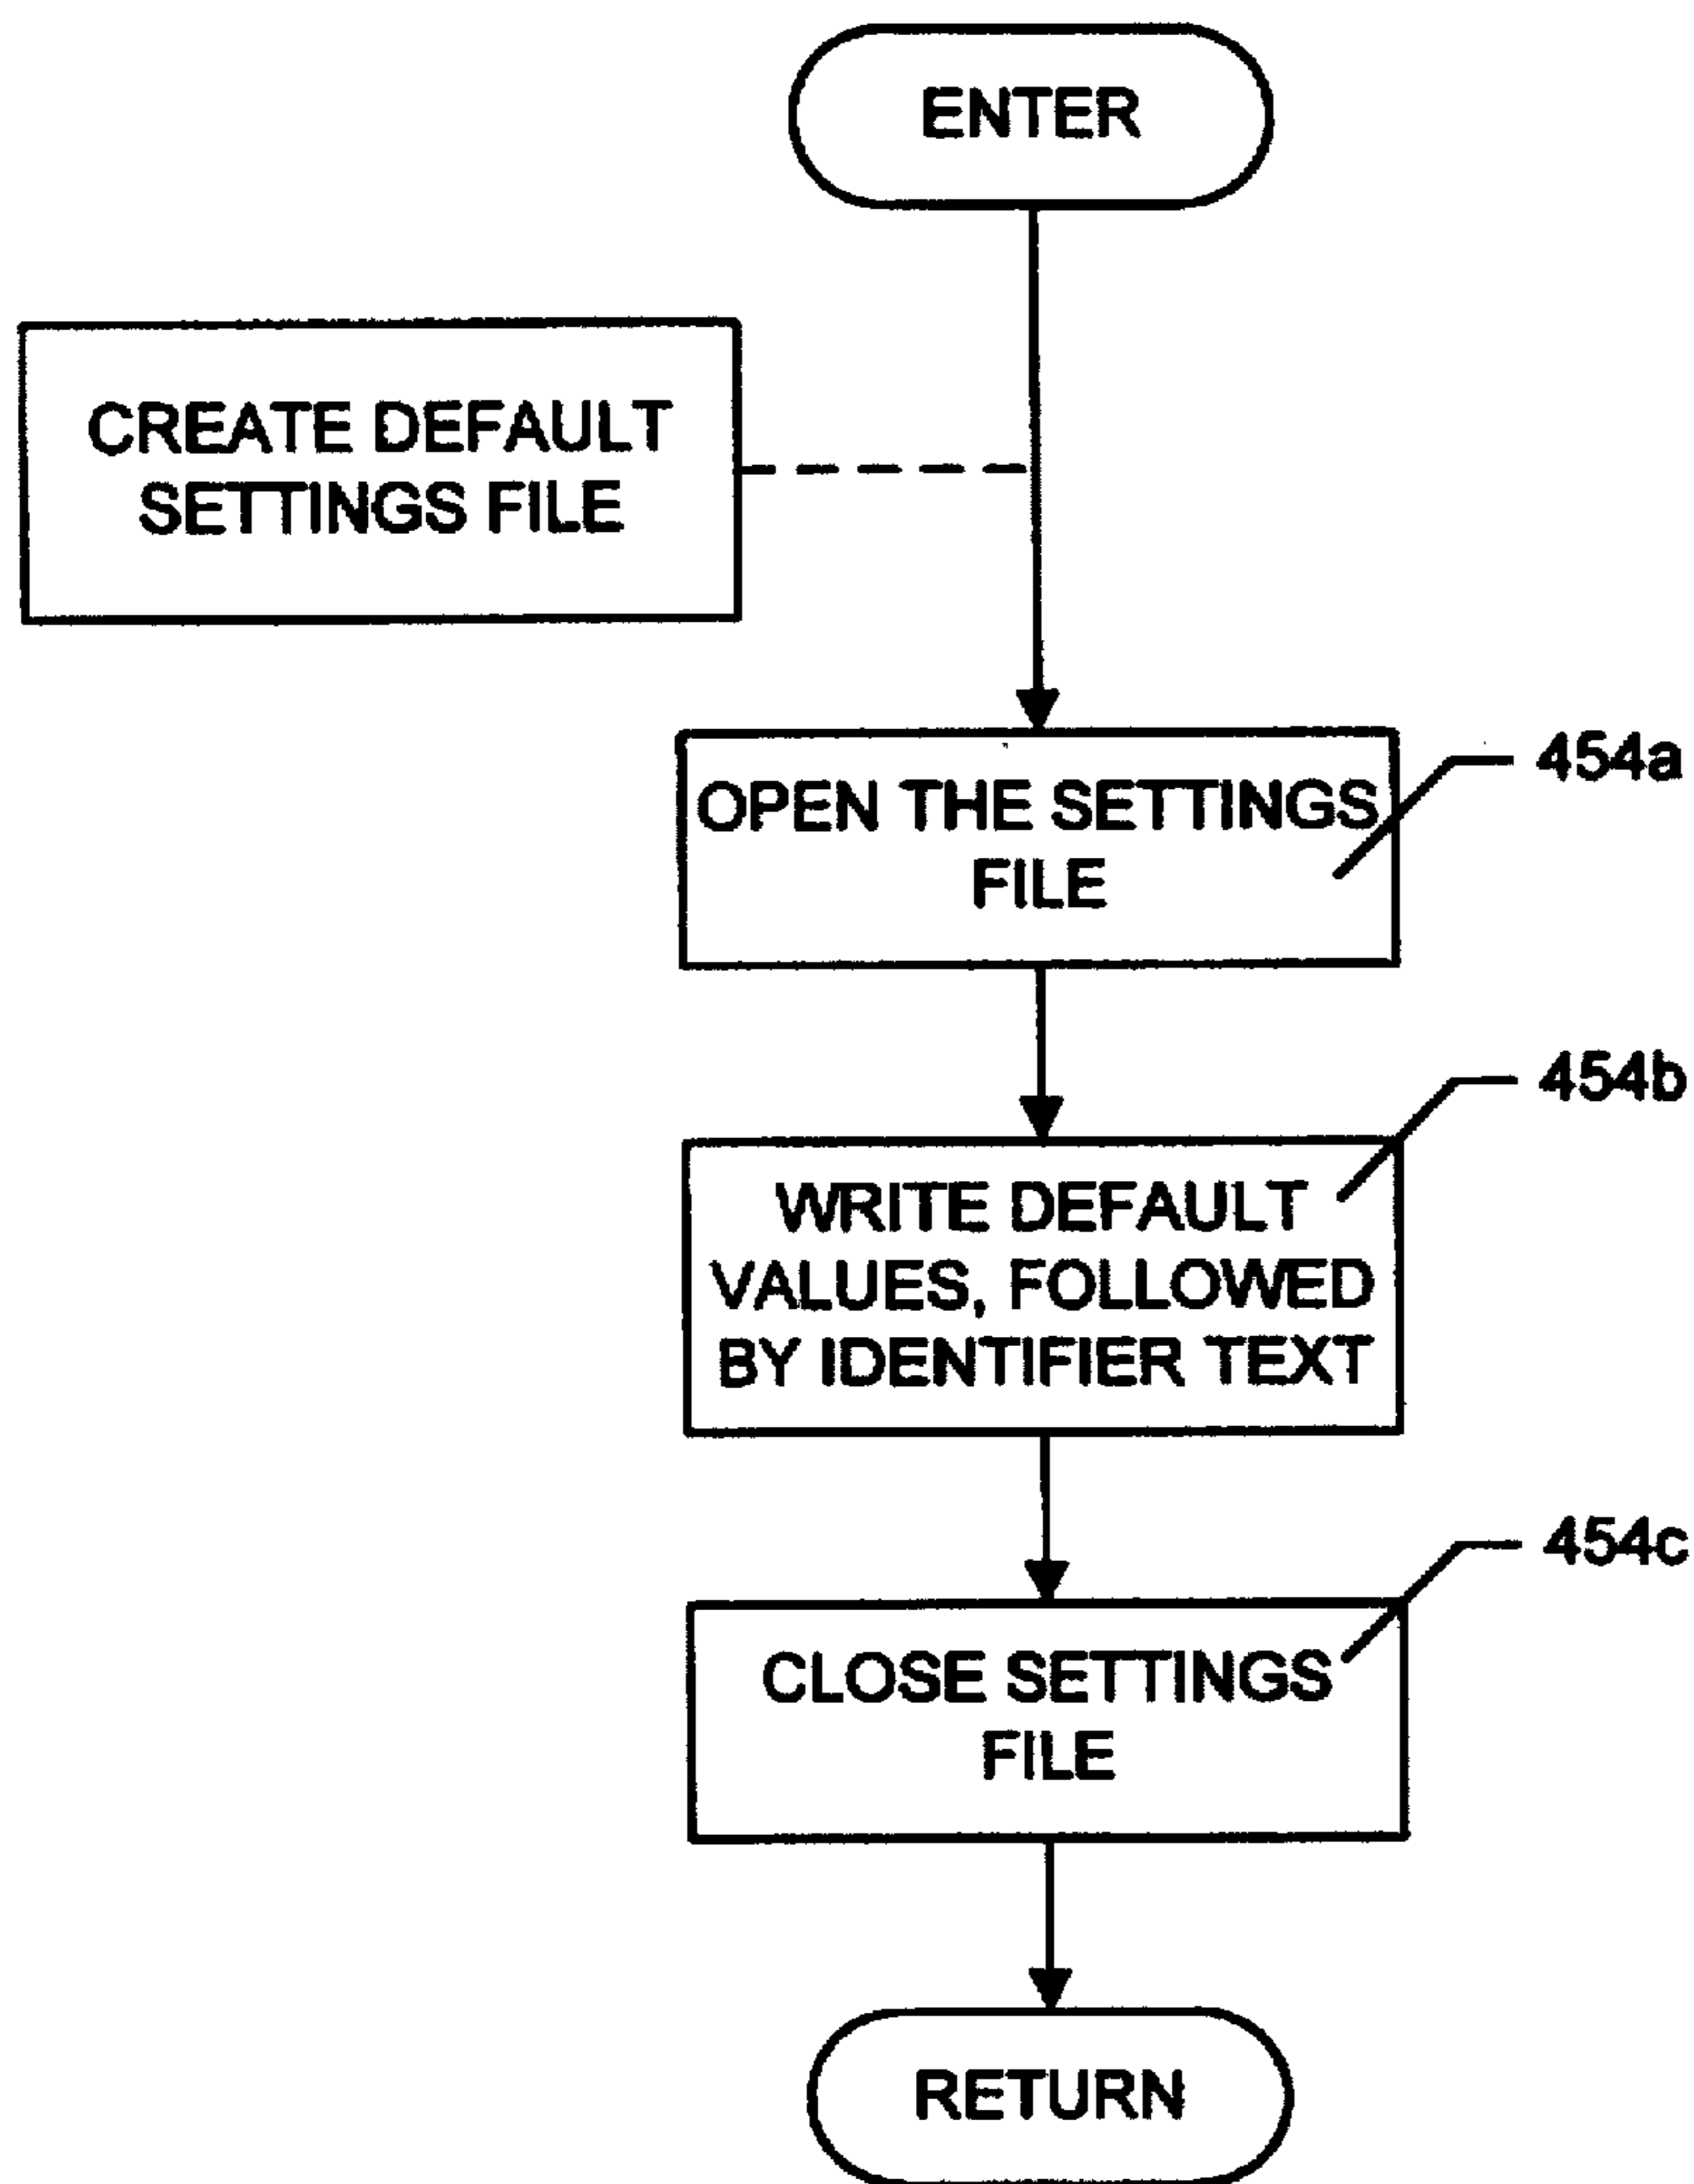 ENTER
CREATE DEFAULT
SETTINGS FILE
OPEN THE SETTINGS
FILE
454a
WRITE DEFAULT
VALUES, FOLLOWED
BY IDENTIFIER TEXT
454b
CLOSE SETTINGS
FILE
454c
RETURN